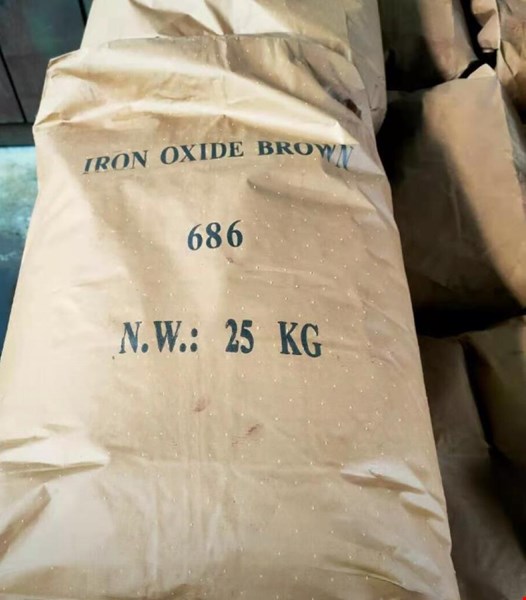 IRON OXIDE BROWN
686
N.W.: 25 KG